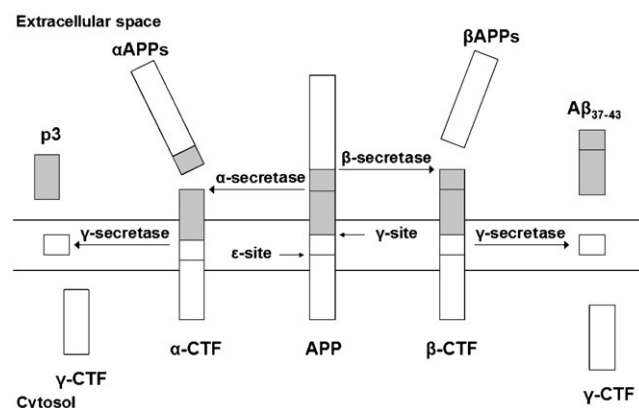 Extracellular space
αAPPs
βAPPs
p3
Aβ37-43
α-secretase
β-secretase
γ-secretase
γ-site
γ-secretase
ε-site
α-CTF
APP
β-CTF
γ-CTF
γ-CTF
Cytosol